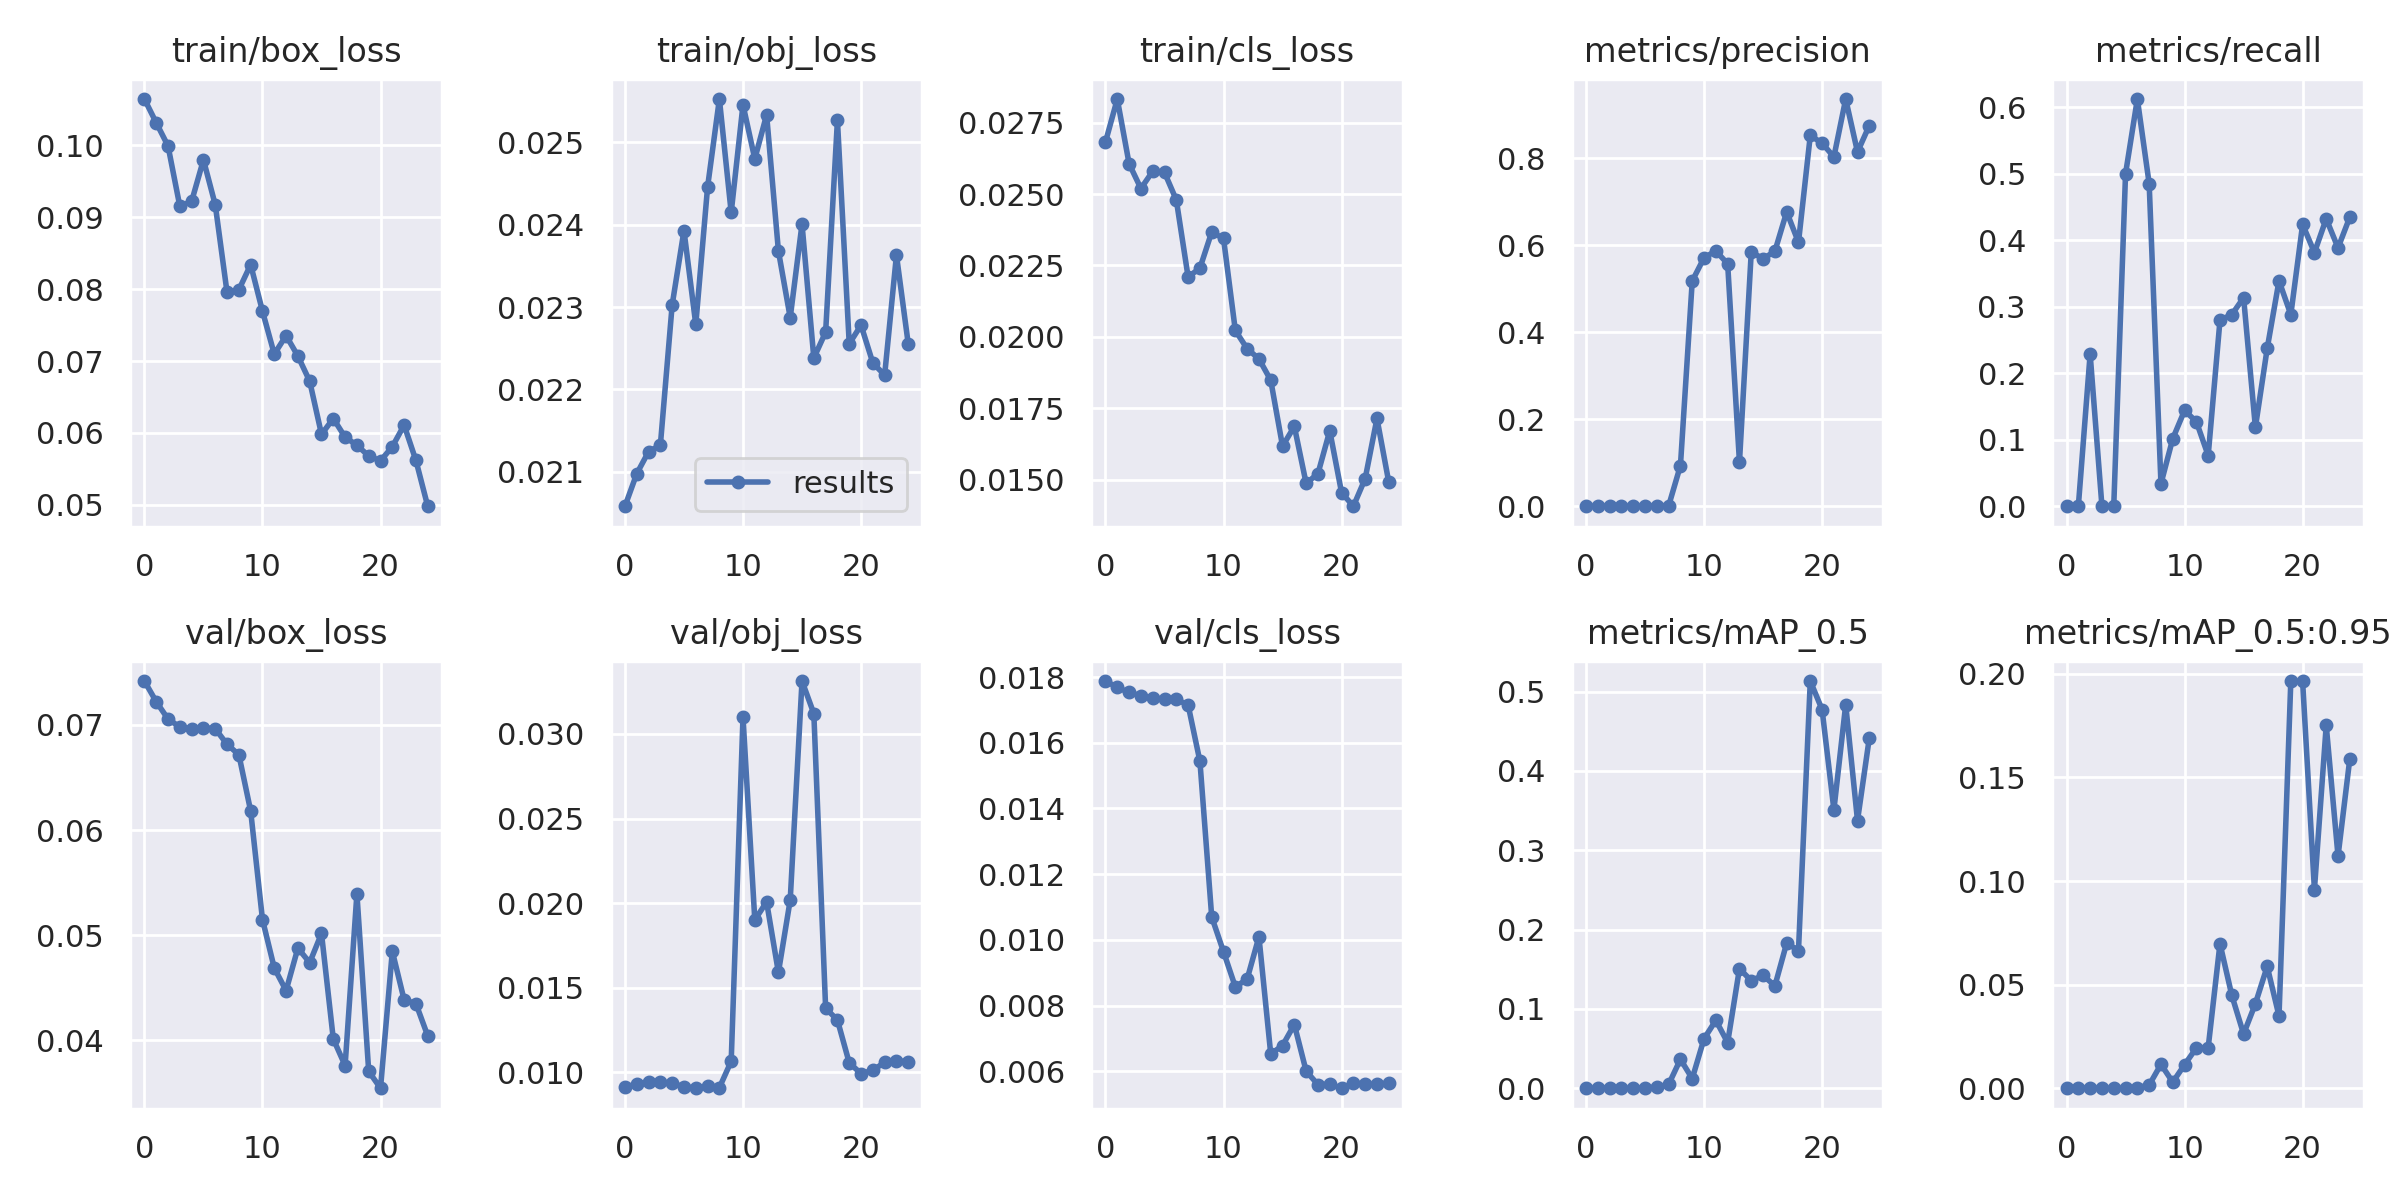 train/box_loss
0.10
0.09
0.08
0.07
0.06
0.05
0 10 20
train/obj_loss
0.025
0.024
0.023
0.022
0.021
results
0 10 20
train/cls_loss
0.0275
0.0250
0.0225
0.0200
0.0175
0.0150
0 10 20
metrics/precision
0.8
0.6
0.4
0.2
0.0
0 10 20
metrics/recall
0.6
0.5
0.4
0.3
0.2
0.1
0.0
0 10 20
val/box_loss
0.07
0.06
0.05
0.04
0 10 20
val/obj_loss
0.030
0.025
0.020
0.015
0.010
0 10 20
val/cls_loss
0.018
0.016
0.014
0.012
0.010
0.008
0.006
0 10 20
metrics/mAP_0.5
0.5
0.4
0.3
0.2
0.1
0.0
0 10 20
metrics/mAP_0.5:0.95
0.20
0.15
0.10
0.05
0.00
0 10 20